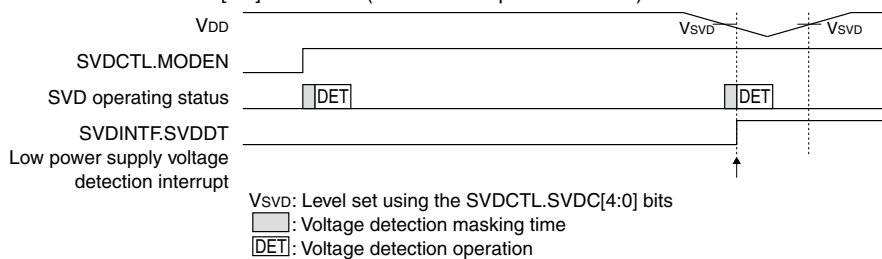 VDD
VSVD VSVD
SVDCTL.MODEN
SVD operating status DET DET
SVDINTF.SVDDT
Low power supply voltage
detection interrupt
VSVD: Level set using the SVDCTL.SVDC[4:0] bits
: Voltage detection masking time
DET: Voltage detection operation